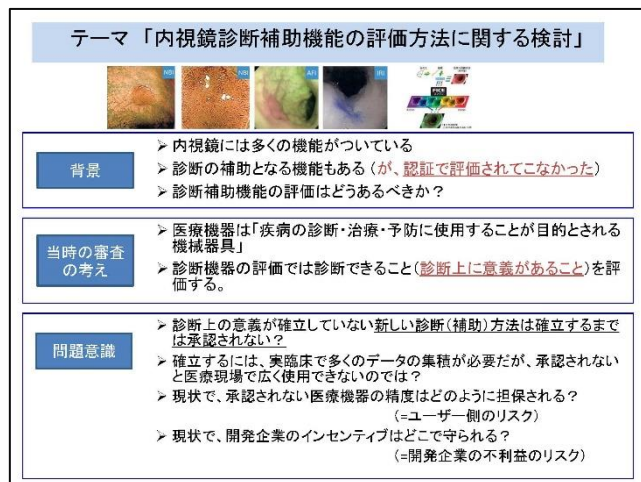 テーマ 「内視鏡診断補助機能の評価方法に関する検討」
NBI
NBI
AFI
IRI
FICE
背景
➢ 内視鏡には多くの機能がついている
➢ 診断の補助となる機能もある（が、認証で評価されてこなかった）
➢ 診断補助機能の評価はどうあるべきか？
当時の審査
の考え
➢ 医療機器は「疾病の診断・治療・予防に使用することが目的とされる
機械器具」
➢ 診断機器の評価では診断できること（診断上に意義があること）を評
価する。
問題意識
➢ 診断上の意義が確立していない新しい診断（補助）方法は確立するまで
は承認されない？
➢ 確立するには、実臨床で多くのデータの集積が必要だが、承認されない
と医療現場で広く使用できないのでは？
➢ 現状で、承認されない医療機器の精度はどのように担保される？
（=ユーザー側のリスク）
➢ 現状で、開発企業のインセンティブはどこで守られる？
（=開発企業の不利益のリスク）